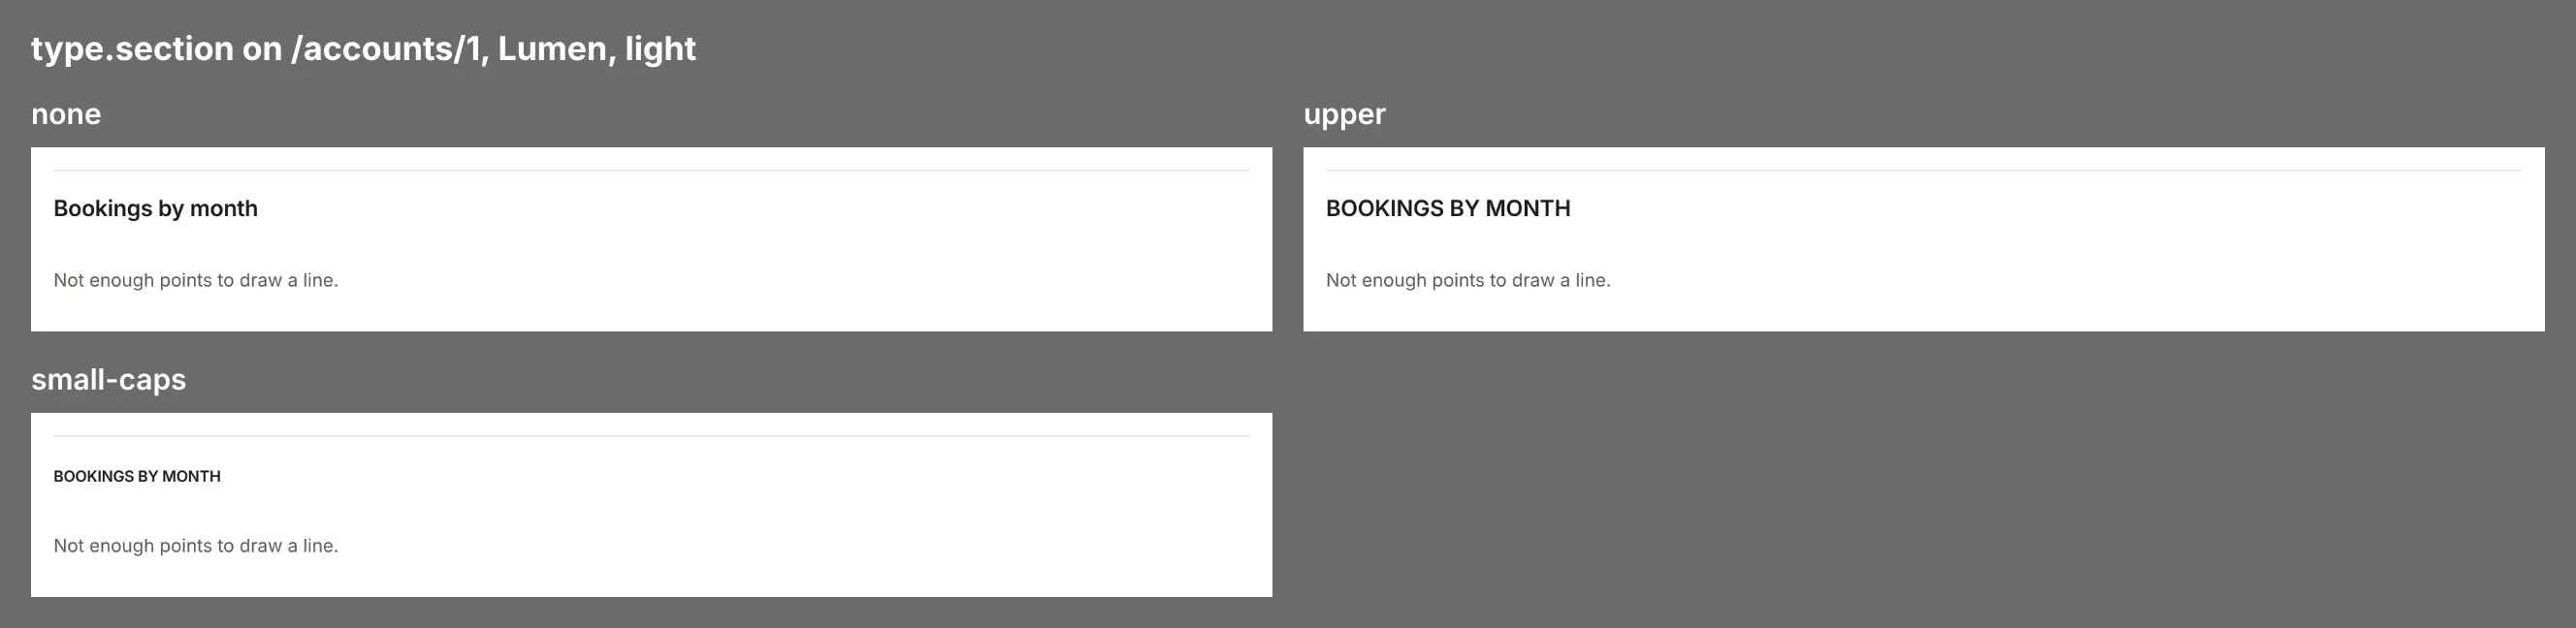 type.section on /accounts/1, Lumen, light
none
Bookings by month
Not enough points to draw a line.
upper
BOOKINGS BY MONTH
Not enough points to draw a line.
small-caps
BOOKINGS BY MONTH
Not enough points to draw a line.